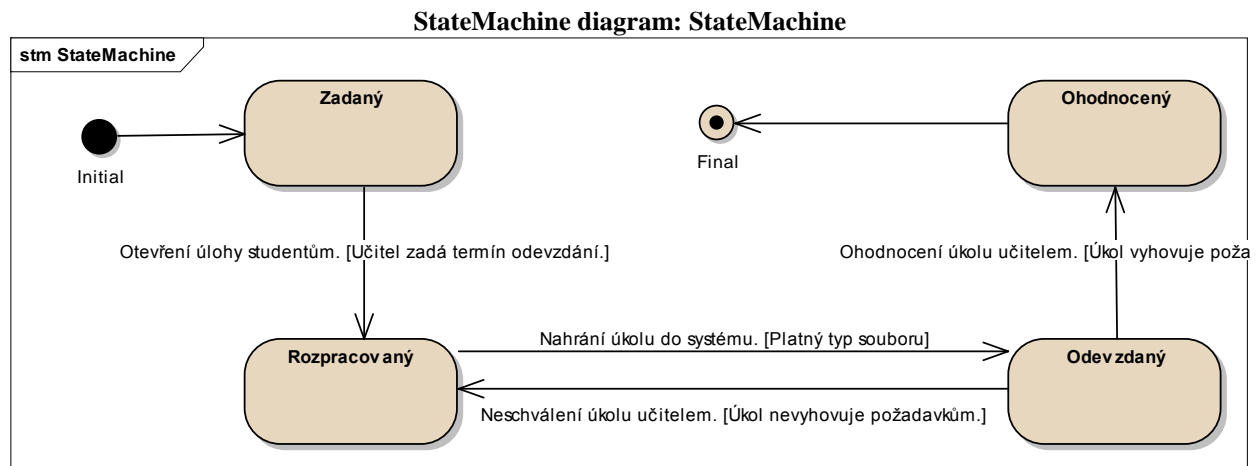 StateMachine diagram: StateMachine
stm StateMachine
Zadaný
Ohodnocený
Initial
Final
Otevření úlohy studentům. [Učitel zadá termín odevzdání.]
Ohodnocení úkolu učitelem. [Úkol vyhovuje
Rozpracovaný
Nahrání úkolu do systému. [Platný typ souboru]
Odevzdaný
Neschválení úkolu učitelem. [Úkol nevyhovuje požadavkům.]